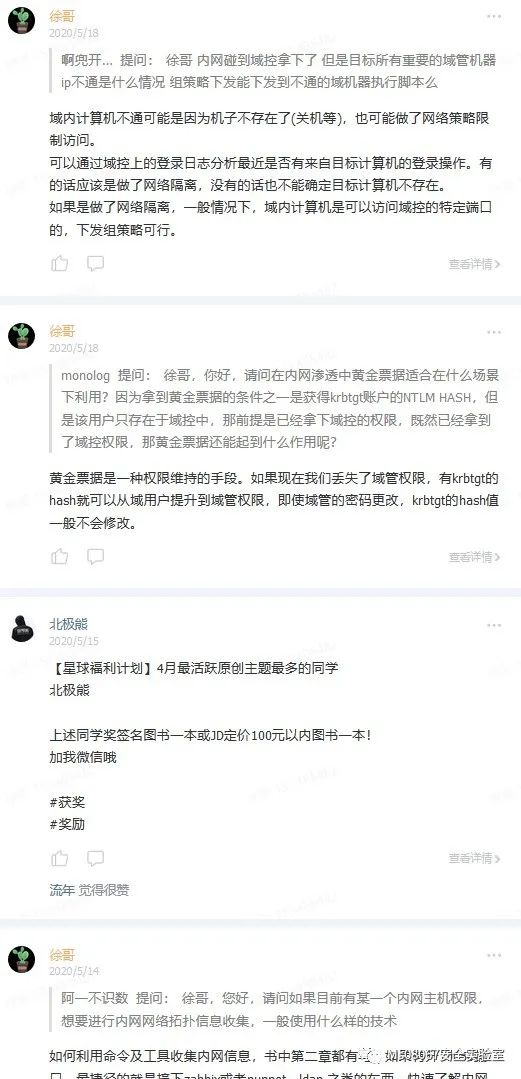 徐哥
2020/5/18
啊兜开... 提问： 徐哥 内网碰到域控拿下了 但是目标所有重要的域管机器
ip不通是什么情况 组策略下发能下发到不通的域机器执行脚本么
域内计算机不通可能是因为机子不存在了(关机等)，也可能做了网络策略限
制访问。
可以通过域控上的登录日志分析最近是否有来自目标计算机的登录操作。有
的话应该是做了网络隔离，没有的话也不能确定目标计算机不存在。
如果是做了网络隔离，一般情况下，域内计算机是可以访问域控的特定端口
的，下发组策略可行。
查看详情
徐哥
2020/5/18
monolog 提问： 徐哥，你好，请问在内网渗透中黄金票据适合在什么场景
下利用？因为拿到黄金票据的条件之一是获得krbtgt账户的NTLM HASH，但
是该用户只存在于域控中，那前提是已经拿下域控的权限，既然已经拿到
了域控权限，那黄金票据还能起到什么作用呢？
黄金票据是一种权限维持的手段。如果现在我们丢失了域管权限，有krbtgt的
hash就可以从域用户提升到域管权限，即使域管的密码更改，krbtgt的hash值
一般不会修改。
查看详情
北极熊
2020/5/15
【星球福利计划】4月最活跃原创主题最多的同学
北极熊
上述同学奖签名图书一本或JD定价100元以内图书一本！
加我微信哦
#获奖
#奖励
查看详情
流年 觉得很赞
徐哥
2020/5/14
阿一不识数 提问： 徐哥，您好，请问如果目前有某一个内网主机权限，
想要进行内网网络拓扑信息收集，一般使用什么样的技术
如何利用命令及工具收集内网信息，书中第二章都有